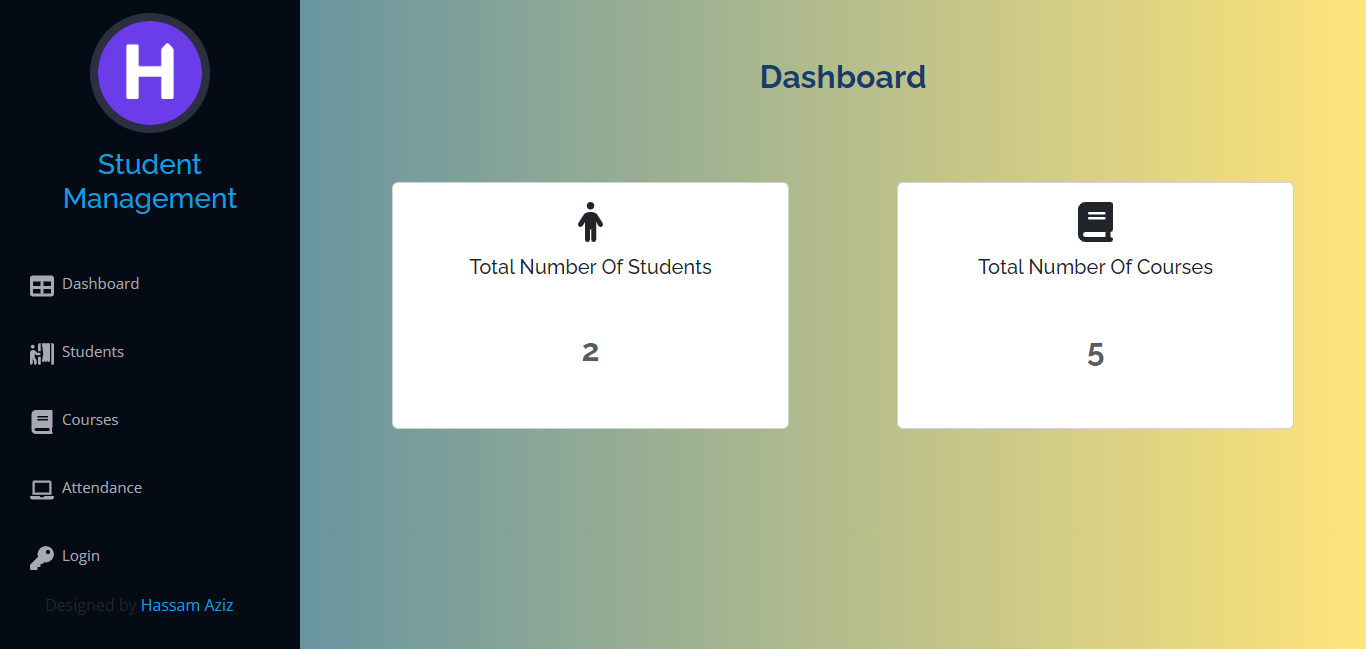 H
Student
Management
Dashboard
Students
Courses
Attendance
Login
Designed by Hassam Aziz
Dashboard
Total Number Of Students
2
Total Number Of Courses
5